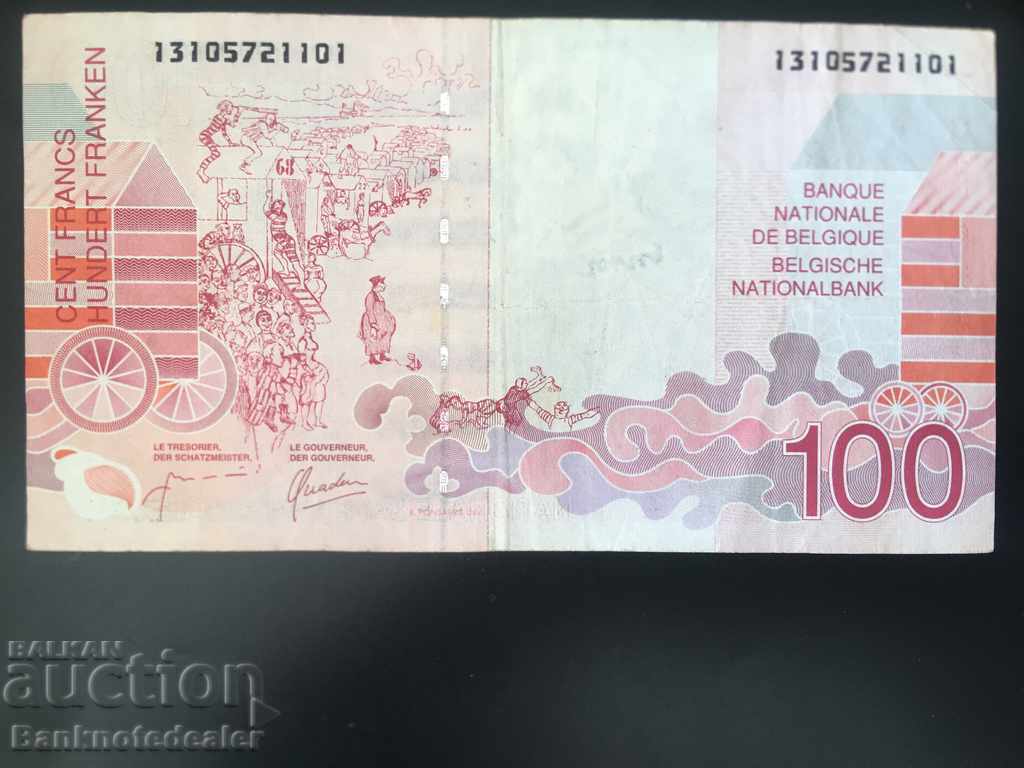 13105721101
13105721101
CENT FRANCS
HUNDERT FRANKEN
68
BANQUE
NATIONALE
DE BELGIQUE
BELGISCHE
NATIONALBANK
LE TRESORIER,
DER SCHATZMEISTER,
LE GOUVERNEUR,
DER GOUVERNEUR,
100
BALKAN
auction
Banknotedealer